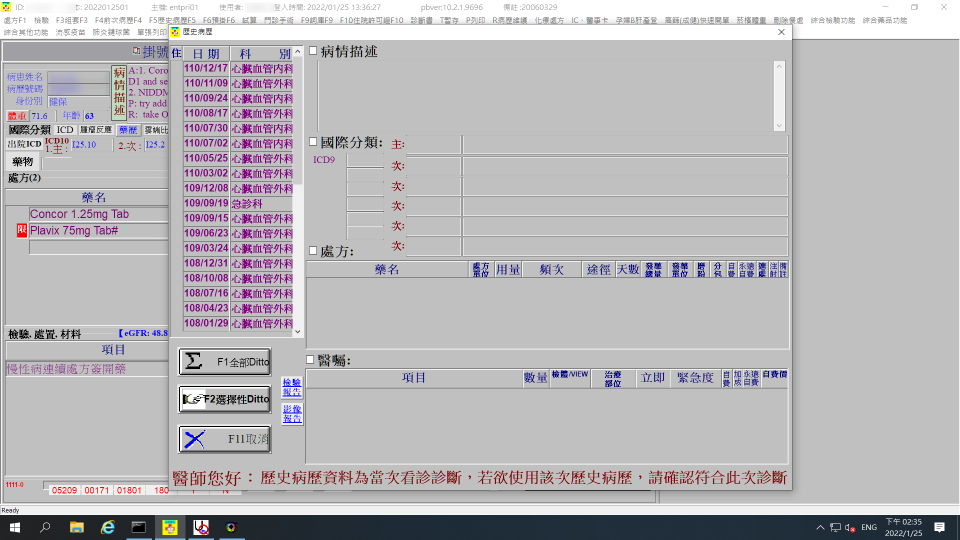 ID:
本: 2022012501
主機: entpri01
使用者:
登入時間: 2022/01/25 13:36:27
pbver:10.2.1.9696
備註: 20060329
處方F1 檢驗 F3組套F3 F4前次病歷F4 F5歷史病歷F5 F6預掛F6 試算 門診手術 F9詞庫F9 F10住院許可證F10 診斷書 T暫存 P列印 R病歷維護 化療處方 IC、醫事卡 孕婦B肝產登 高篩(成健)快速開單 菸檳體重 刪除優處 綜合檢驗功能 綜合藥品功能
綜合其他功能 流感疫苗 肺炎鏈球菌 單張列印
歷史病歷
掛號
病患姓名
病歷號碼
身份別 健保
病情描述
A:1. Coro
D1 and se
2. NIDDM
P: try add
R: take O
體重 71.6 年齡 63
國際分類 ICD 腫瘤反應 藥歷
出院ICD ICD10
1.主: I25.10 2.次: I25.2
藥物
處方(2)
藥名
Concor 1.25mg Tab
限 Plavix 75mg Tab#
檢驗, 處置, 材料 【eGFR: 48.8
項目
慢性病連續處方簽開藥
1111-0
05209 00171 01801 180
住 日期 科 別
110/12/17 心臟血管內科
110/11/09 心臟血管外科
110/09/24 心臟血管內科
110/08/17 心臟血管外科
110/07/30 心臟血管內科
110/07/02 心臟血管內科
110/05/25 心臟血管外科
110/03/02 心臟血管外科
109/12/08 心臟血管外科
109/09/19 急診科
109/09/15 心臟血管外科
109/06/23 心臟血管外科
109/03/24 心臟血管外科
108/12/31 心臟血管外科
108/10/08 心臟血管外科
108/07/16 心臟血管外科
108/04/23 心臟血管外科
108/01/29 心臟血管外科
F1全部Ditto
F2選擇性Ditto
F11取消
檢驗報告
影像報告
病情描述
國際分類: 主:
ICD9 次:
次:
次:
次:
次:
處方:
藥名 處方單位 用量 頻次 途徑 天數 發藥總量 發藥單位 磨粉 分包 自費 永遠自費 連處 注射 備註
醫囑:
項目 數量 檢體/VIEW 治療部位 立即 緊急度 自費 加成 永遠自費 自費價
醫師您好：歷史病歷資料為當次看診診斷，若欲使用該次歷史病歷，請確認符合此次診斷
Ready
ENG
下午 02:35
2022/1/25